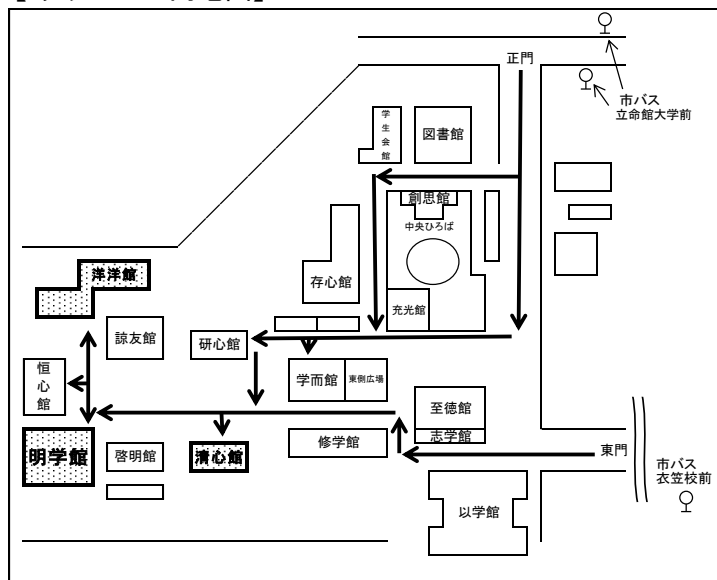 正門
市バス
立命館大学前
学生会館
図書館
創思館
中央ひろば
洋洋館
存心館
充光館
諒友館
研心館
恒心館
学而館
東側広場
至徳館
志学館
修学館
明学館
啓明館
清心館
東門
市バス
衣笠校前
以学館